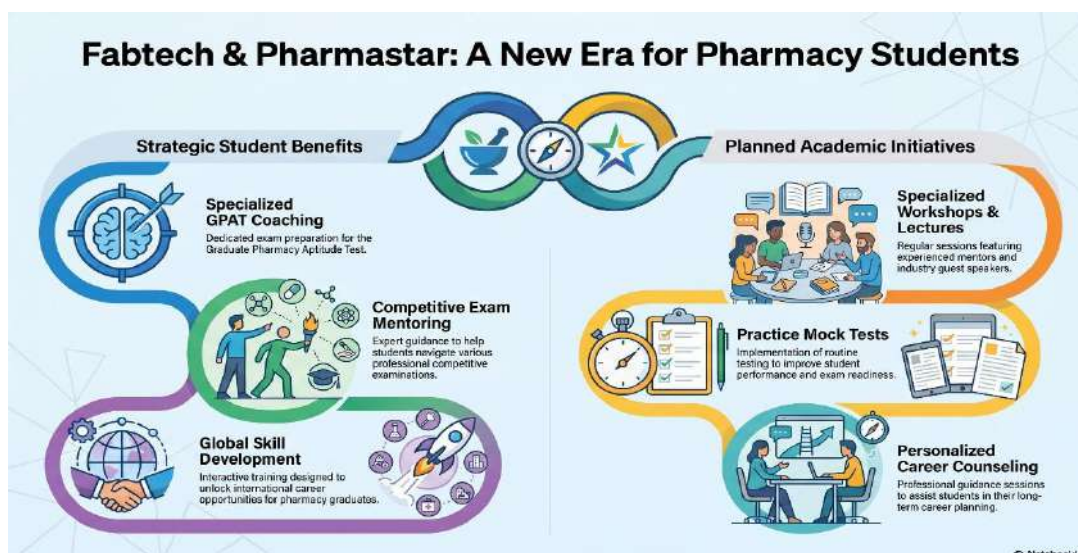 Fabtech & Pharmastar: A New Era for Pharmacy Students
Strategic Student Benefits
Specialized
GPAT Coaching
Dedicated exam preparation for the
Graduate Pharmacy Aptitude Test.
Competitive Exam
Mentoring
Expert guidance to help
students navigate various
professional competitive
examinations.
Global Skill
Development
Interactive training designed to
unlock international career
opportunities for pharmacy graduates.
Planned Academic Initiatives
Specialized
Workshops &
Lectures
Regular sessions featuring
experienced mentors and
industry guest speakers.
Practice Mock Tests
Implementation of routine
testing to improve student
performance and exam readiness.
Personalized
Career Counseling
Professional guidance sessions
to assist students in their long-
term career planning.